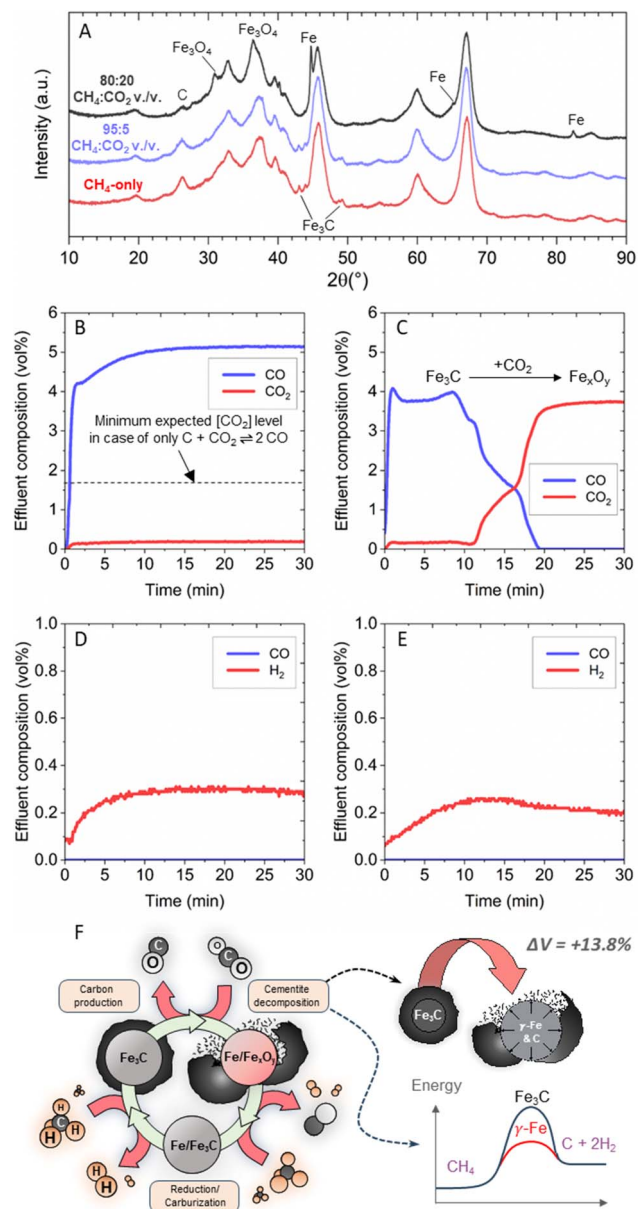 A
Intensity (a.u.)
80:20
CH₄:CO₂ v./v.
95:5
CH₄:CO₂ v./v.
CH₄-only
C
Fe₃O₄
Fe₃O₄
Fe
Fe
Fe
Fe₃C
10 20 30 40 50 60 70 80 90
2θ(°)
B
Effluent composition (vol%)
6
5
4
3
2
1
0
CO
CO₂
Minimum expected [CO₂] level
in case of only C + CO₂ ⇌ 2 CO
0 5 10 15 20 25 30
Time (min)
C
Effluent composition (vol%)
6
5
4
3
2
1
0
+CO₂
Fe₃C
FeₓOᵧ
CO
CO₂
0 5 10 15 20 25 30
Time (min)
D
Effluent composition (vol%)
1.0
0.8
0.6
0.4
0.2
0.0
CO
H₂
0 5 10 15 20 25 30
Time (min)
E
Effluent composition (vol%)
1.0
0.8
0.6
0.4
0.2
0.0
CO
H₂
0 5 10 15 20 25 30
Time (min)
F
C
O
O
C
O
Carbon
production
Cementite
decomposition
Fe₃C
Fe/FeₓOᵧ
Fe/Fe₃C
H
C
H
H
H
H
H
Reduction/
Carburization
ΔV = +13.8%
Fe₃C
γ-Fe
& C
Energy
Fe₃C
γ-Fe
CH₄
C + 2H₂